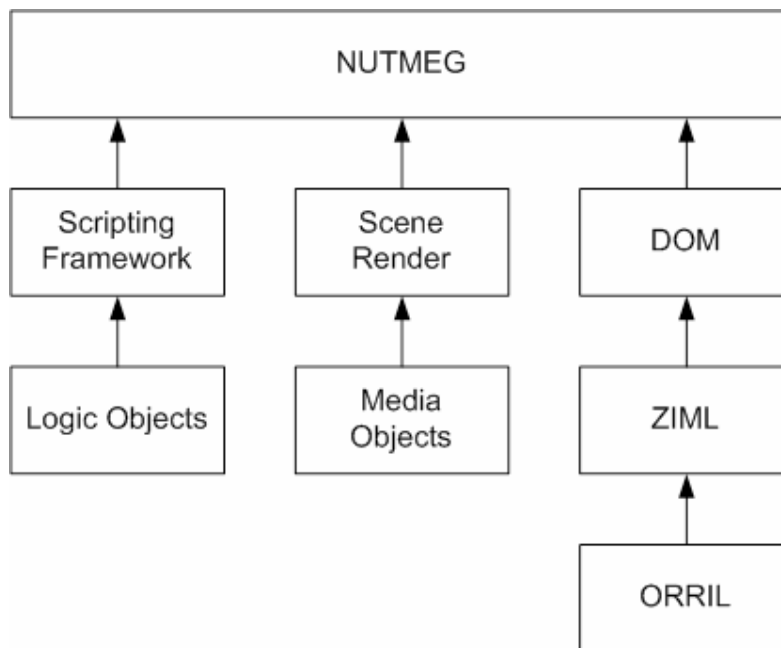 NUTMEG
Scripting
Framework
Scene
Render
DOM
Logic Objects
Media
Objects
ZIML
ORRIL